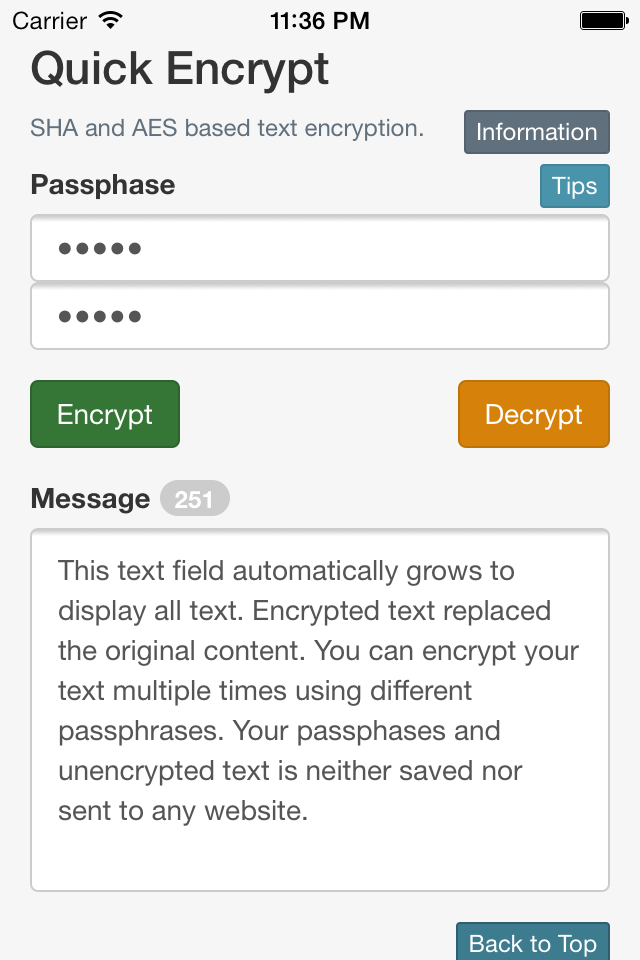 Carrier 11:36 PM
Quick Encrypt
SHA and AES based text encryption.
Information
Passphase
Tips
●●●●●
●●●●●
Encrypt
Decrypt
Message 251
This text field automatically grows to
display all text. Encrypted text replaced
the original content. You can encrypt your
text multiple times using different
passphrases. Your passphases and
unencrypted text is neither saved nor
sent to any website.
Back to Top